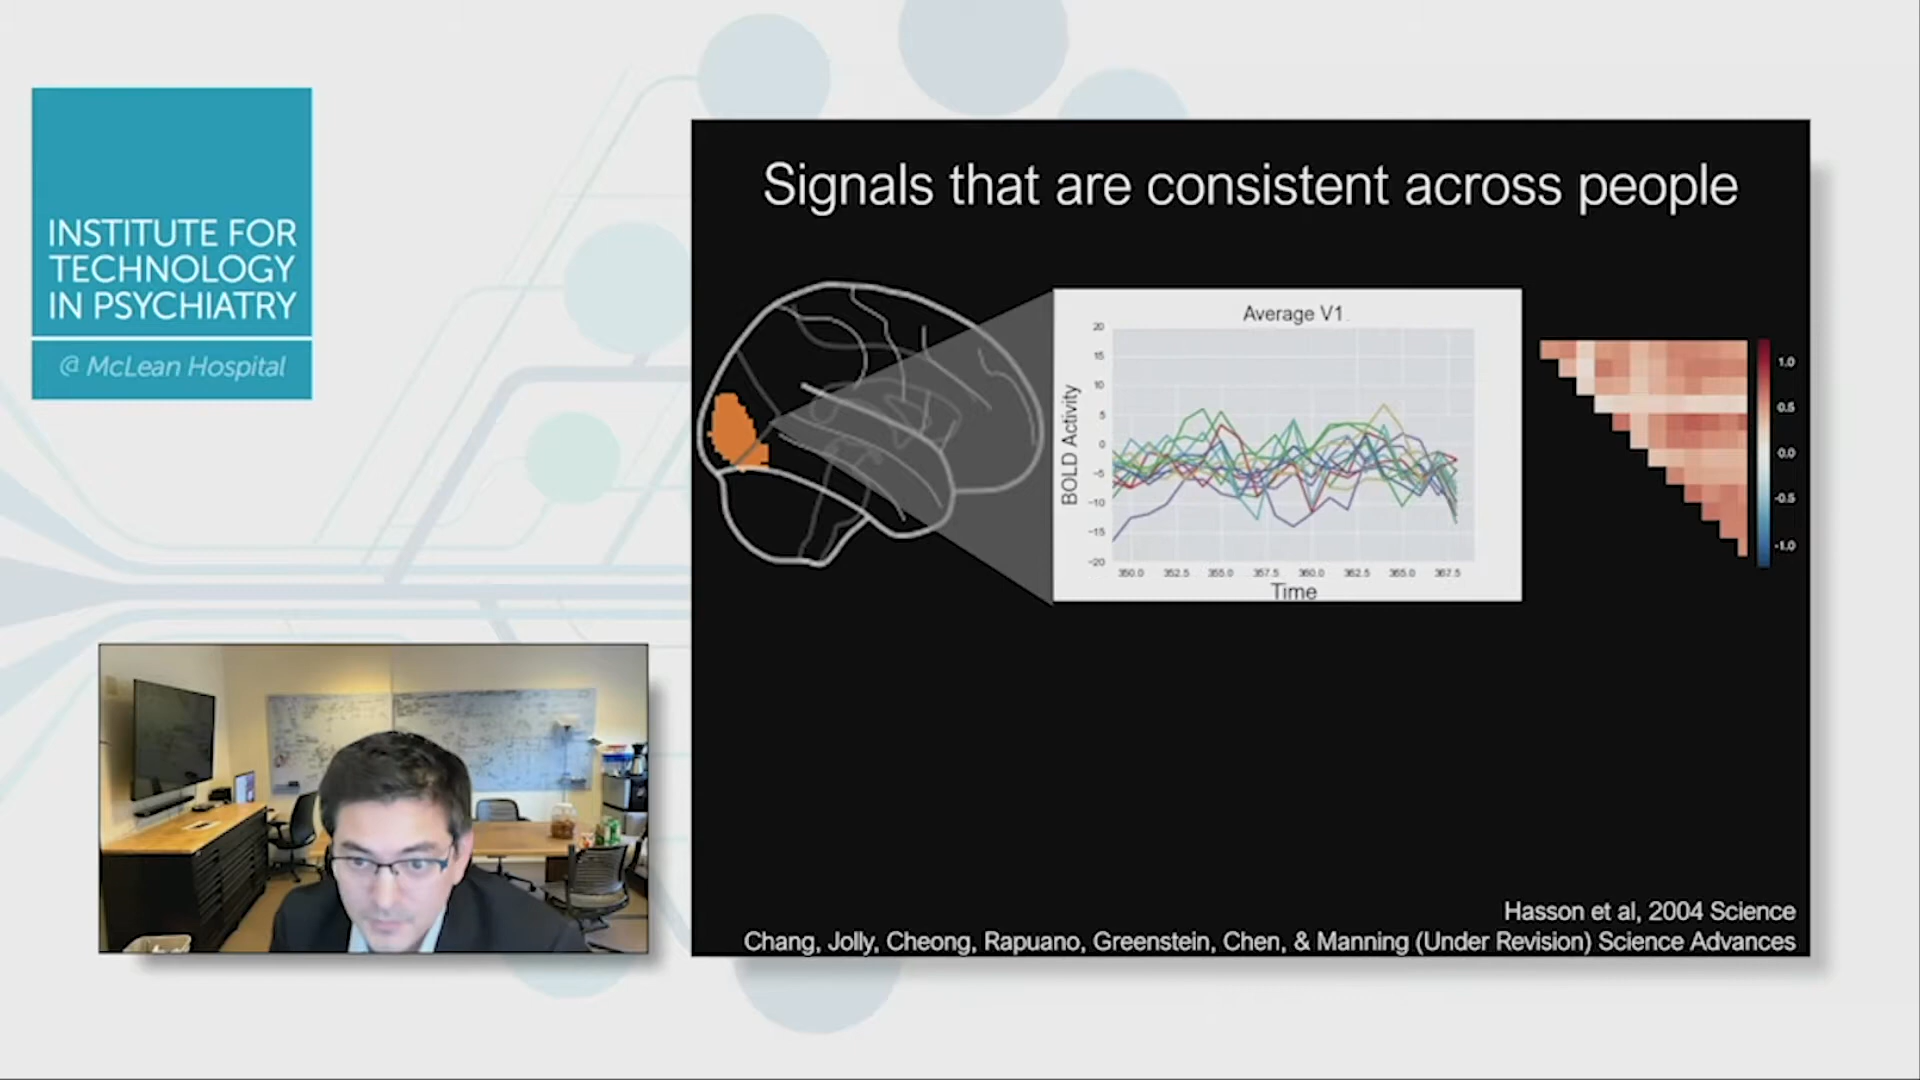 INSTITUTE FOR
TECHNOLOGY
IN PSYCHIATRY
@ McLean Hospital
Signals that are consistent across people
Average V1
20
15
10
5
0
-5
-10
-15
-20
BOLD Activity
350.0 352.5 355.0 357.5 360.0 362.5 365.0 367.5
Time
1.0
0.5
0.0
-0.5
-1.0
Hasson et al, 2004 Science
Chang, Jolly, Cheong, Rapuano, Greenstein, Chen, & Manning (Under Revision) Science Advances